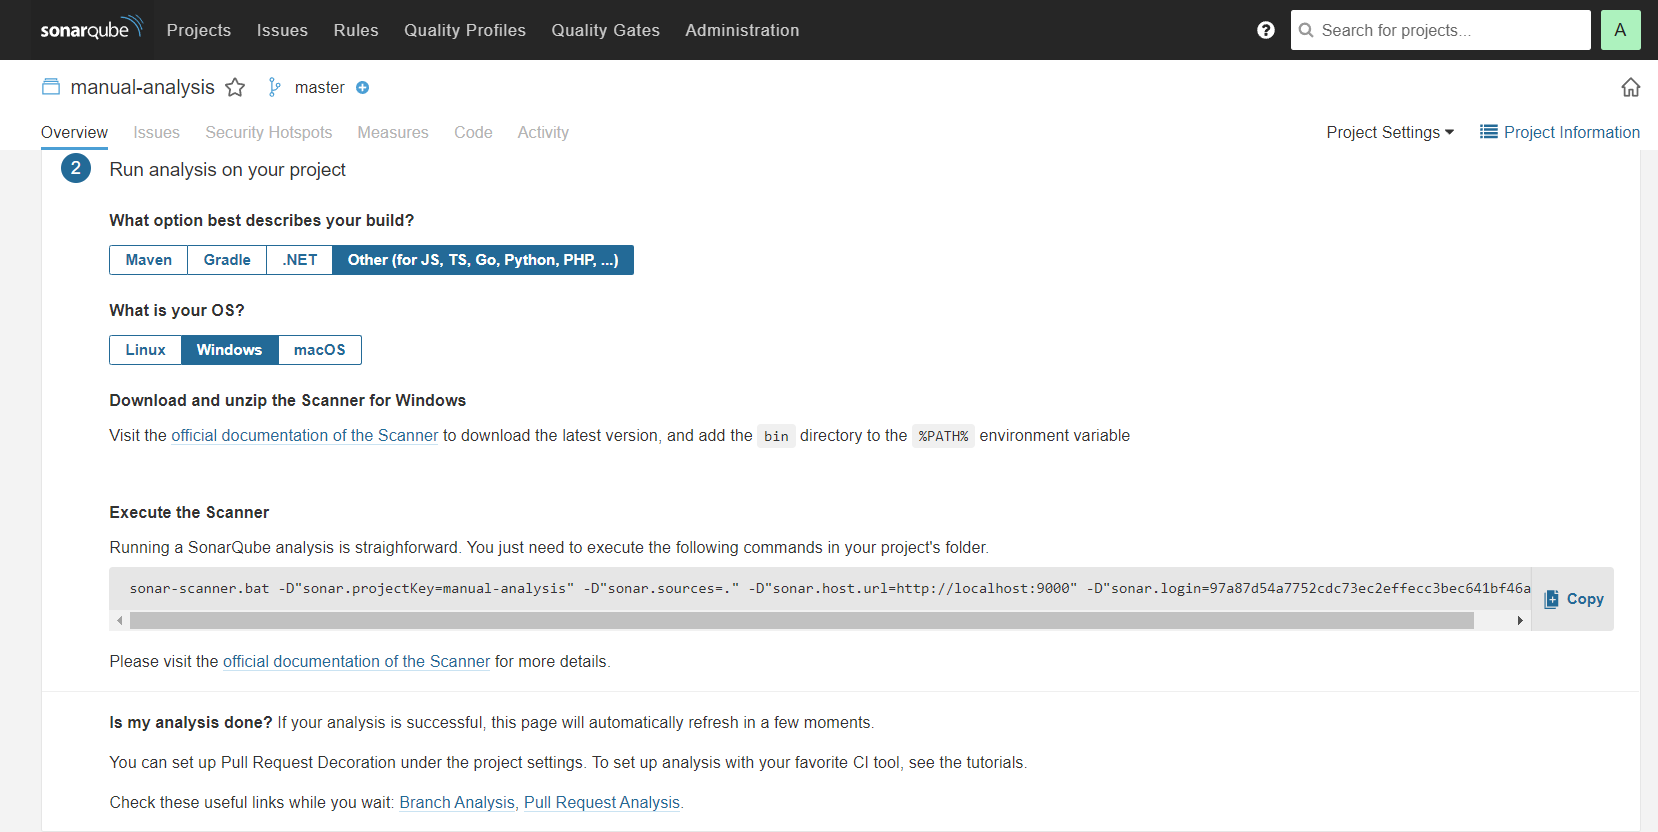 sonarqube Projects Issues Rules Quality Profiles Quality Gates Administration ? Search for projects... A
manual-analysis master
Overview Issues Security Hotspots Measures Code Activity Project Settings Project Information
2 Run analysis on your project
What option best describes your build?
Maven Gradle .NET Other (for JS, TS, Go, Python, PHP, ...)
What is your OS?
Linux Windows macOS
Download and unzip the Scanner for Windows
Visit the official documentation of the Scanner to download the latest version, and add the bin directory to the %PATH% environment variable
Execute the Scanner
Running a SonarQube analysis is straighforward. You just need to execute the following commands in your project's folder.
sonar-scanner.bat -D"sonar.projectKey=manual-analysis" -D"sonar.sources=." -D"sonar.host.url=http://localhost:9000" -D"sonar.login=97a87d54a7752cdc73ec2effecc3bec641bf46a
Copy
Please visit the official documentation of the Scanner for more details.
Is my analysis done? If your analysis is successful, this page will automatically refresh in a few moments.
You can set up Pull Request Decoration under the project settings. To set up analysis with your favorite CI tool, see the tutorials.
Check these useful links while you wait: Branch Analysis, Pull Request Analysis.